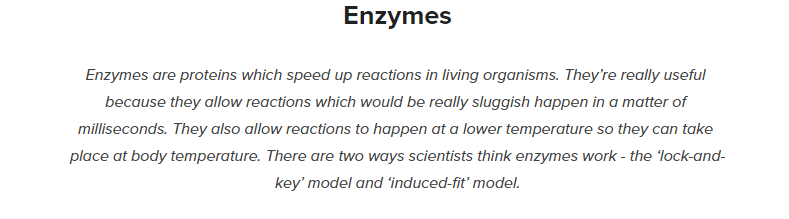 Enzymes
Enzymes are proteins which speed up reactions in living organisms. They’re really useful
because they allow reactions which would be really sluggish happen in a matter of
milliseconds. They also allow reactions to happen at a lower temperature so they can take
place at body temperature. There are two ways scientists think enzymes work - the ‘lock-and-
key’ model and ‘induced-fit’ model.